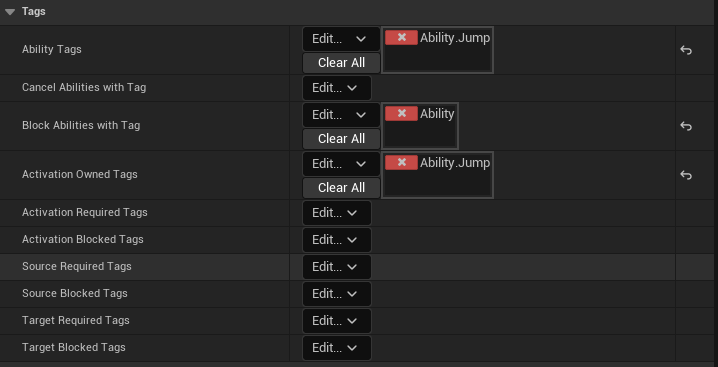 Tags
Ability Tags
Edit...
Clear All
Ability.Jump
Cancel Abilities with Tag
Edit...
Block Abilities with Tag
Edit...
Clear All
Ability
Activation Owned Tags
Edit...
Clear All
Ability.Jump
Activation Required Tags
Edit...
Activation Blocked Tags
Edit...
Source Required Tags
Edit...
Source Blocked Tags
Edit...
Target Required Tags
Edit...
Target Blocked Tags
Edit...